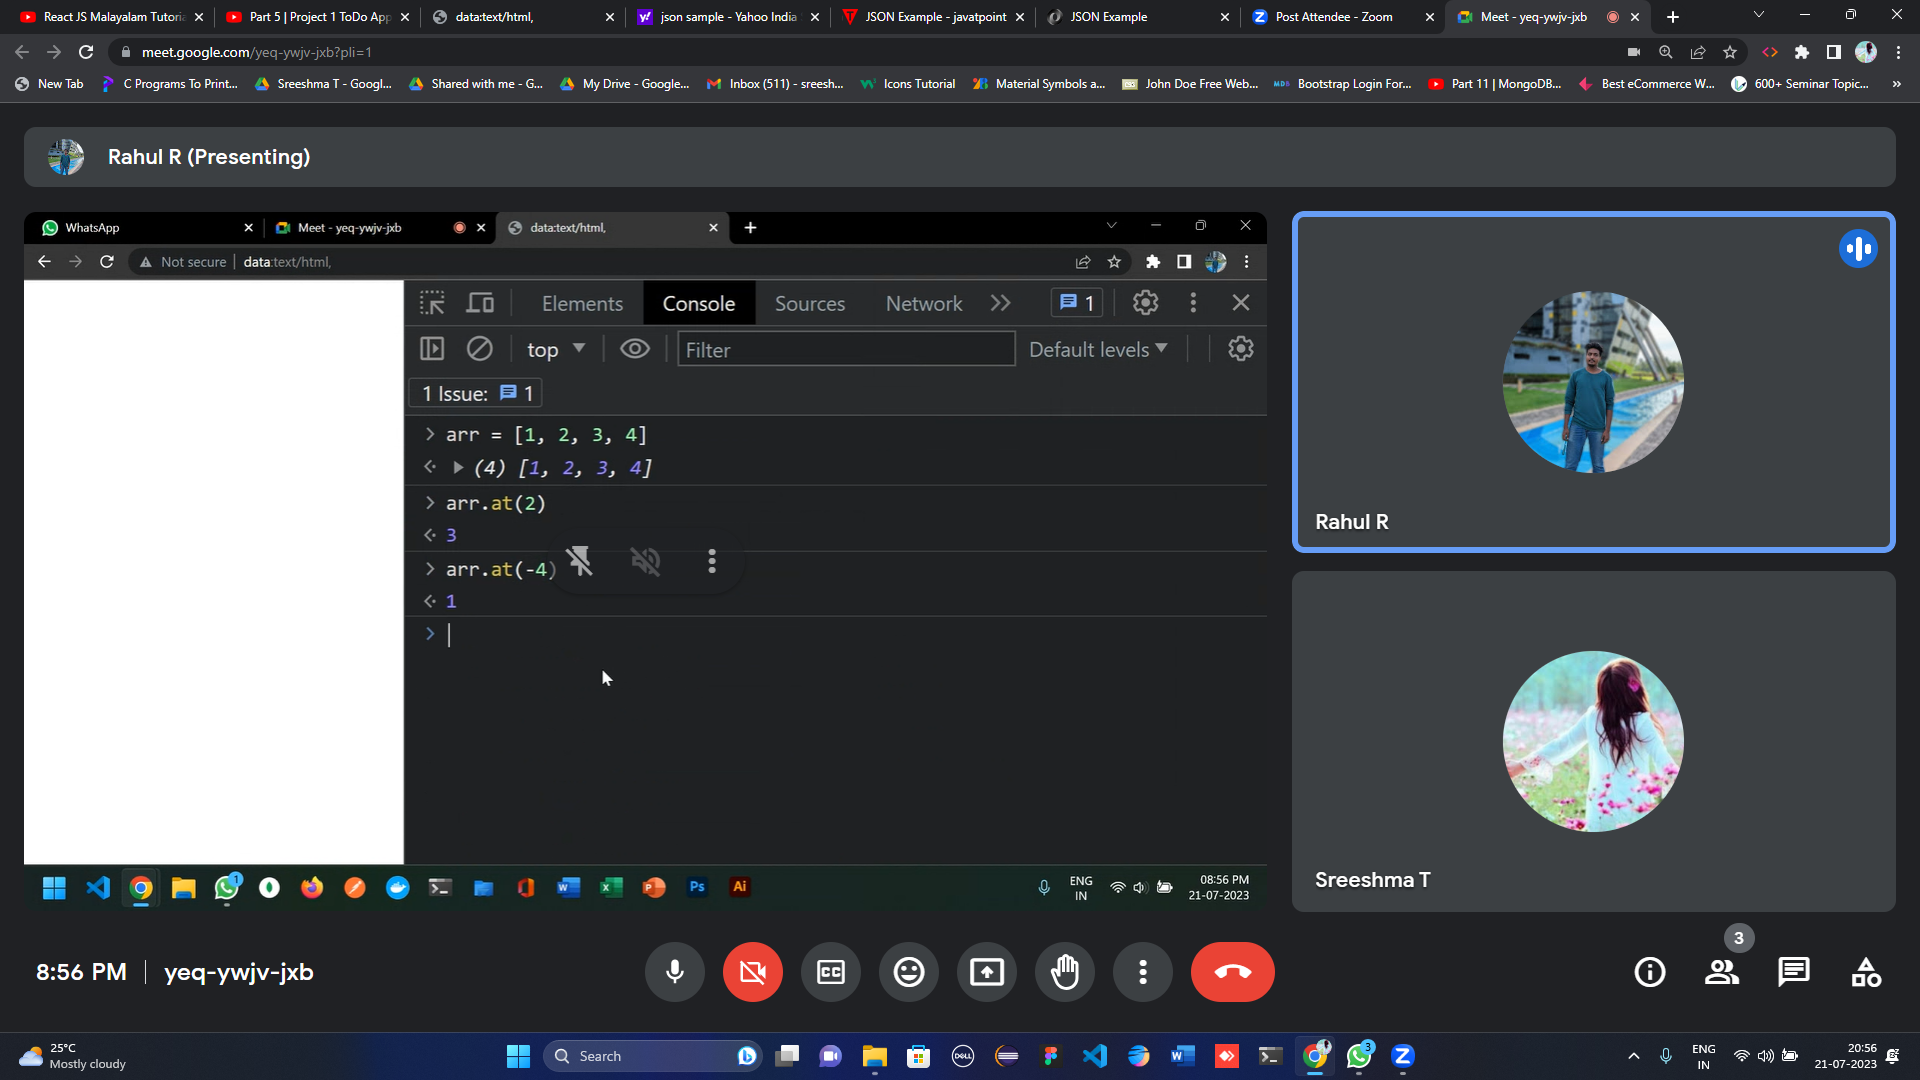 React JS Malayalam Tutoria
Part 5 | Project 1 ToDo App
data:text/html,
json sample - Yahoo India
JSON Example - javatpoint
JSON Example
Post Attendee - Zoom
Meet - yeq-ywjv-jxb
meet.google.com/yeq-ywjv-jxb?pli=1
New Tab
C Programs To Print...
Sreeshma T - Googl...
Shared with me - G...
My Drive - Google...
Inbox (511) - sreesh...
Icons Tutorial
Material Symbols a...
John Doe Free Web...
Bootstrap Login For...
Part 11 | MongoDB...
Best eCommerce W...
600+ Seminar Topic...
»
Rahul R (Presenting)
WhatsApp
Meet - yeq-ywjv-jxb
data:text/html,
Not secure | data:text/html,
Elements
Console
Sources
Network
1
top
Filter
Default levels
1 Issue: 1
arr = [1, 2, 3, 4]
(4) [1, 2, 3, 4]
arr.at(2)
3
arr.at(-4)
1
1
Ps
Ai
ENG
IN
08:56 PM
21-07-2023
Rahul R
Sreeshma T
8:56 PM | yeq-ywjv-jxb
CC
3
25°C
Mostly cloudy
Search
DELL
3
ENG
IN
20:56
21-07-2023